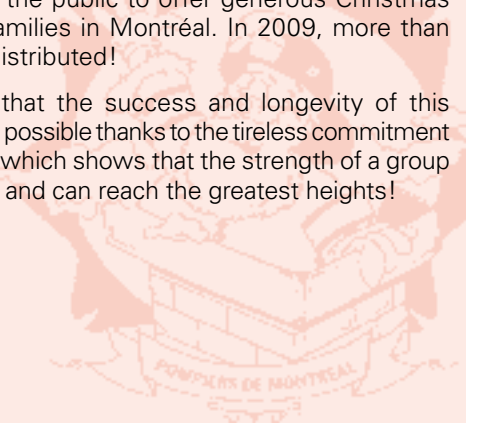 the public to offer generous Christmas
amilies in Montréal. In 2009, more than
istributed!
that the success and longevity of this
possible thanks to the tireless commitment
which shows that the strength of a group
and can reach the greatest heights!
POMPIERS DE MONTRÉAL